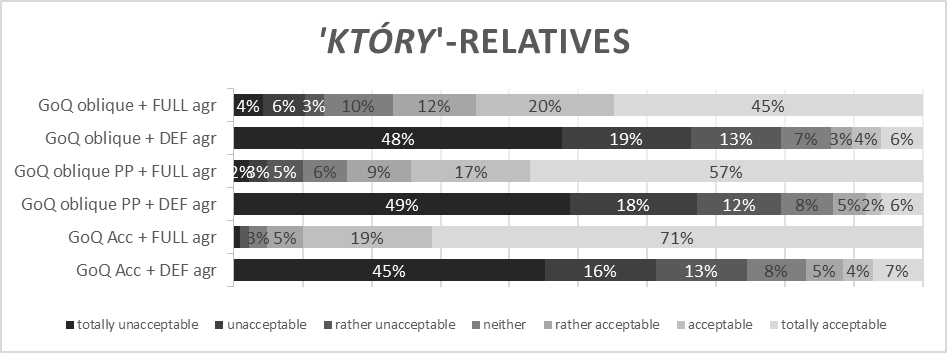 'KTÓRY'-RELATIVES
GoQ oblique + FULL agr 4% 6% 3% 10% 12% 20% 45%
GoQ oblique + DEF agr 48% 19% 13% 7% 3% 4% 6%
GoQ oblique PP + FULL agr 2% 3% 5% 6% 9% 17% 57%
GoQ oblique PP + DEF agr 49% 18% 12% 8% 5% 2% 6%
GoQ Acc + FULL agr 3% 5% 19% 71%
GoQ Acc + DEF agr 45% 16% 13% 8% 5% 4% 7%
totally unacceptable unacceptable rather unacceptable neither rather acceptable acceptable totally acceptable